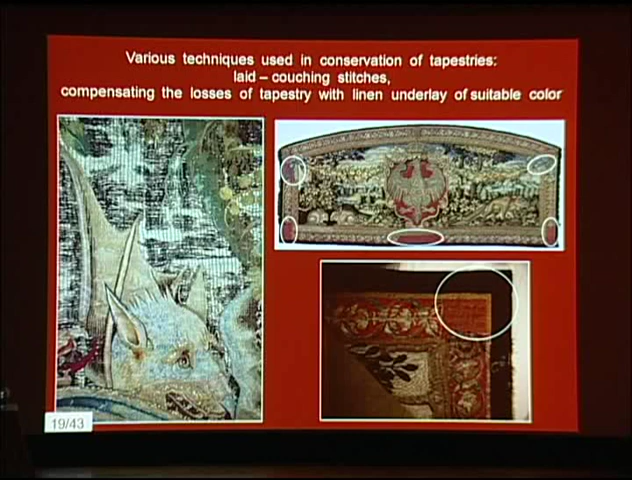 Various techniques used in conservation of tapestries:
laid – couching stitches,
compensating the losses of tapestry with linen underlay of suitable color
19/43